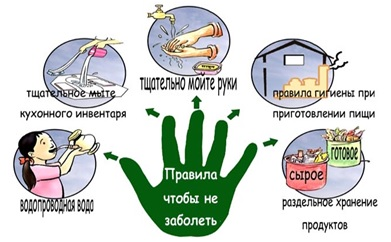 тщательно мойте руки
тщательное мытье
кухонного инвентаря
правила гигиены при
приготовлении пищи
водопроводная вода
Правила
чтобы не
заболеть
сырое
готовое
раздельное хранение
продуктов